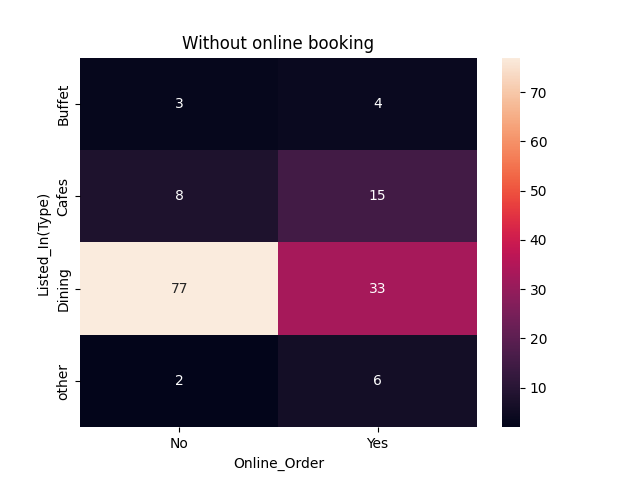 Without online booking
Listed_In(Type)
Buffet
3
4
Cafes
8
15
Dining
77
33
other
2
6
No
Yes
Online_Order
70
60
50
40
30
20
10